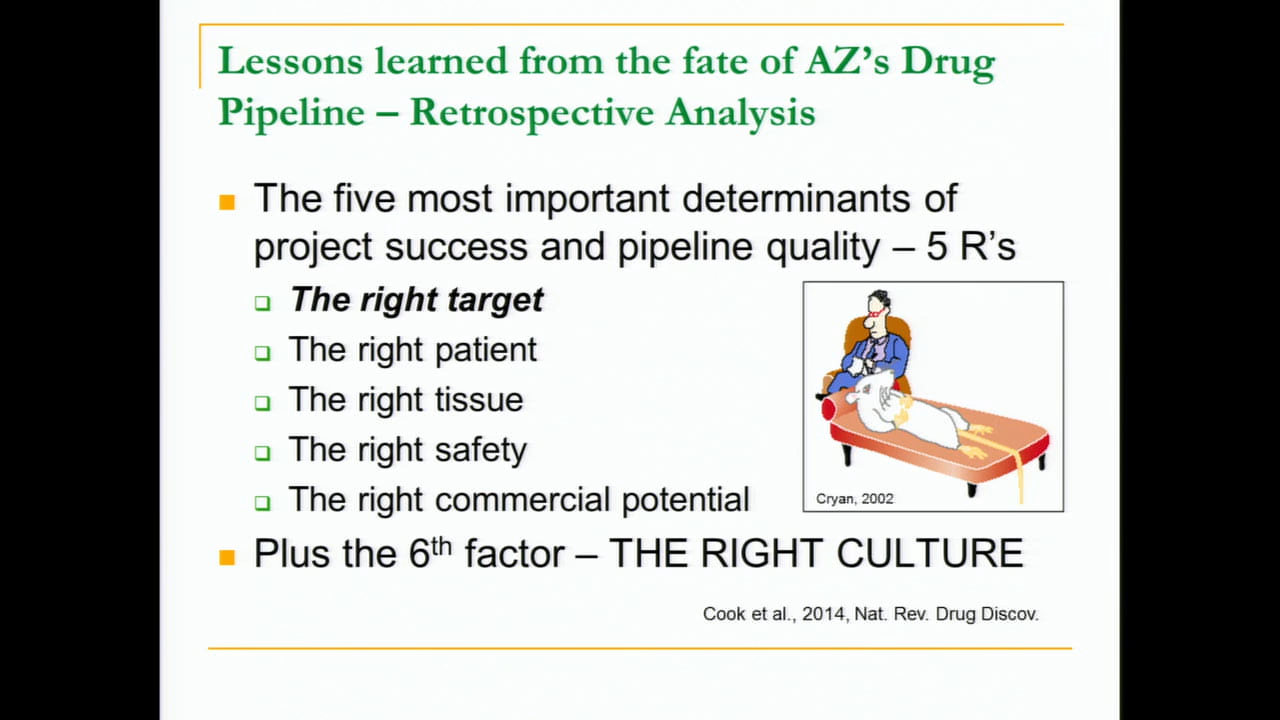 Lessons learned from the fate of AZ’s Drug
Pipeline – Retrospective Analysis
The five most important determinants of
project success and pipeline quality – 5 R’s
The right target
The right patient
The right tissue
The right safety
The right commercial potential
Cryan, 2002
Plus the 6th factor – THE RIGHT CULTURE
Cook et al., 2014, Nat. Rev. Drug Discov.